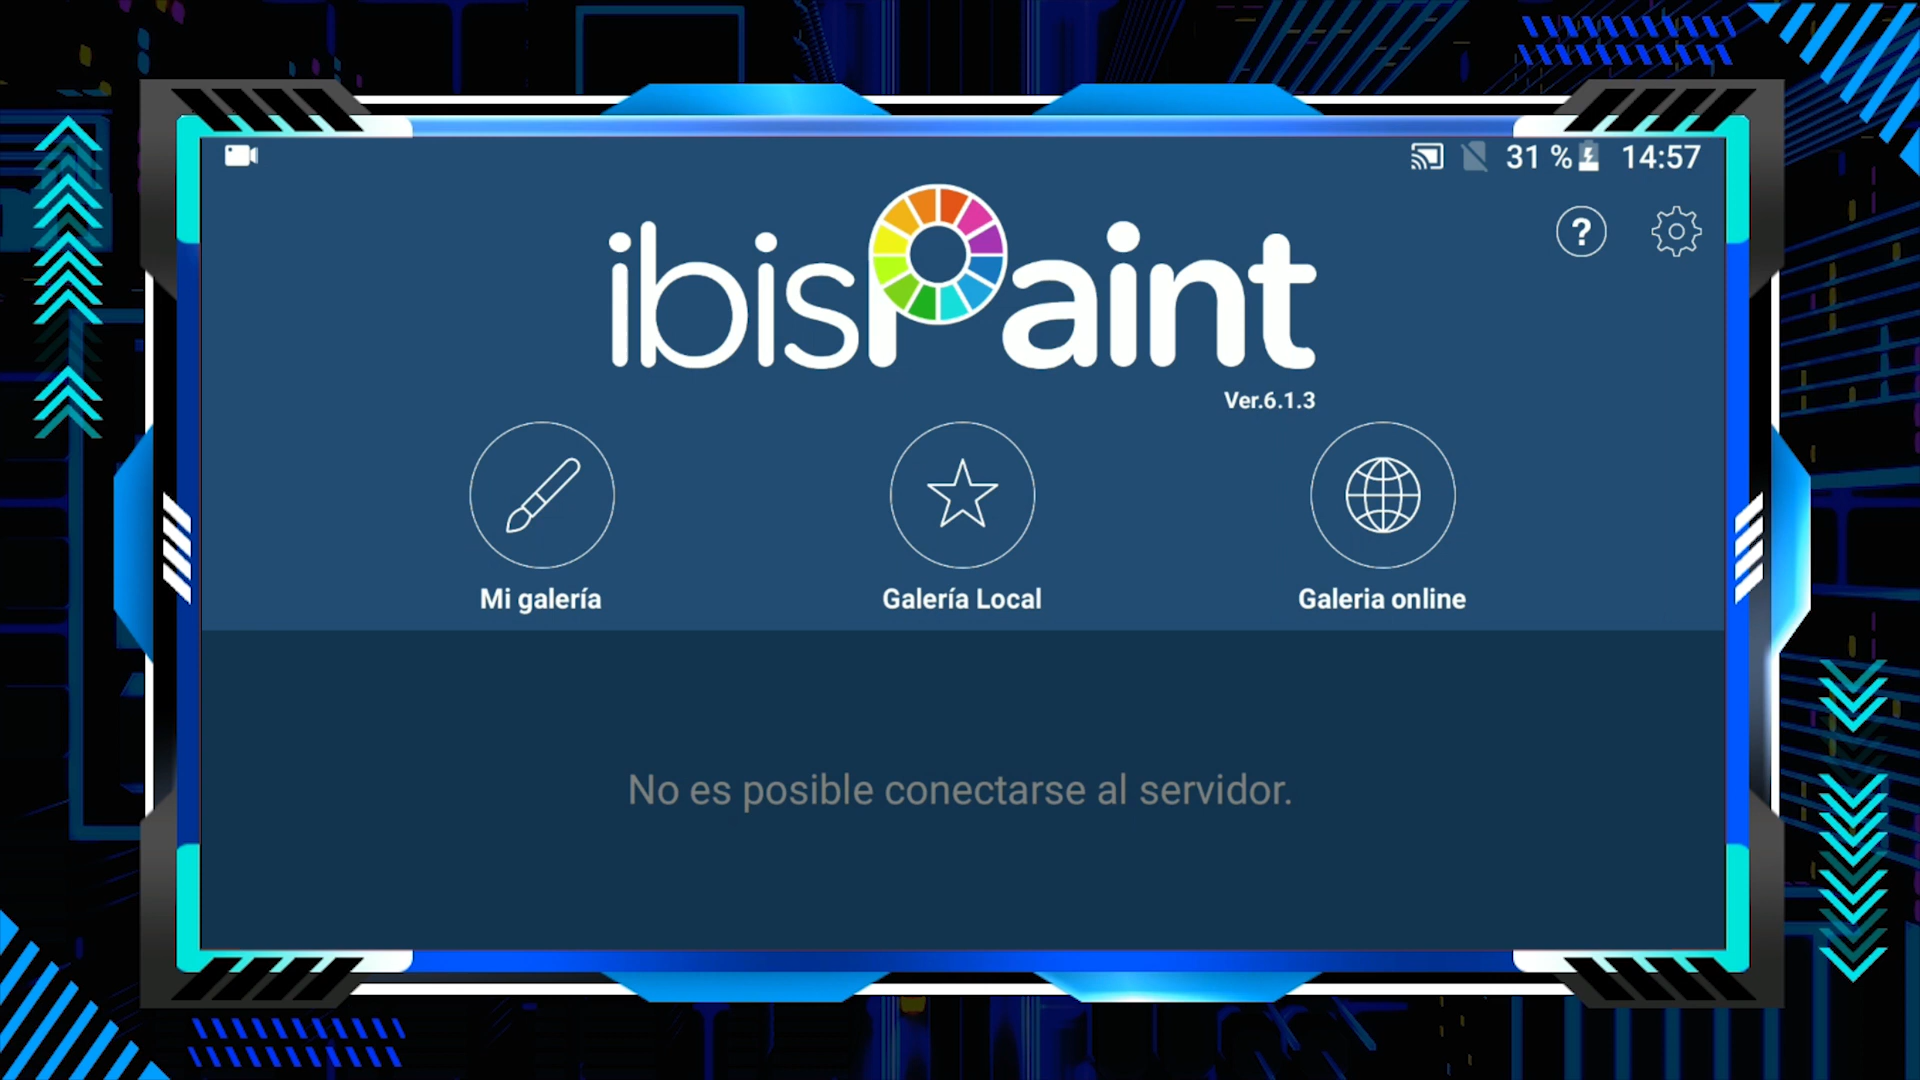 31 % 14:57
ibisPaint
?
Ver.6.1.3
Mi galería
Galería Local
Galeria online
No es posible conectarse al servidor.